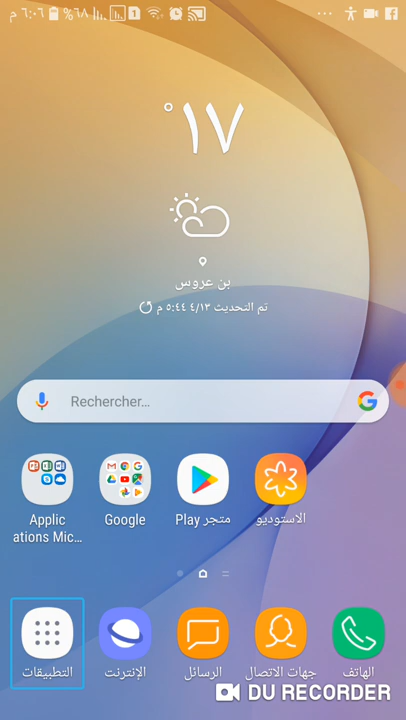 ٦:٠٦ م ٦٨%
١٧°
بن عروس
تم التحديث ٤/١٣ ٥:٤٤ م
Rechercher...
Applic
ations Mic...
Google
متجر Play
الاستوديو
التطبيقات
الإنترنت
الرسائل
جهات الاتصال
الهاتف
DU RECORDER